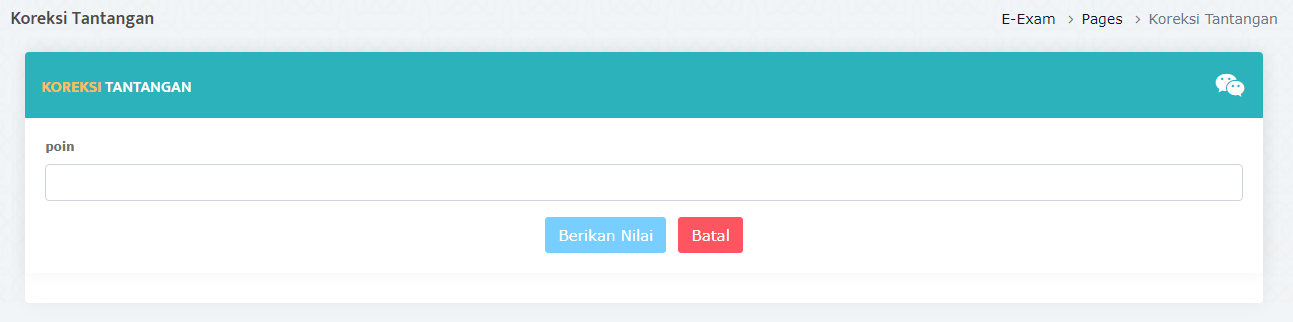 Koreksi Tantangan
E-Exam > Pages > Koreksi Tantangan
KOREKSI TANTANGAN
poin
Berikan Nilai
Batal